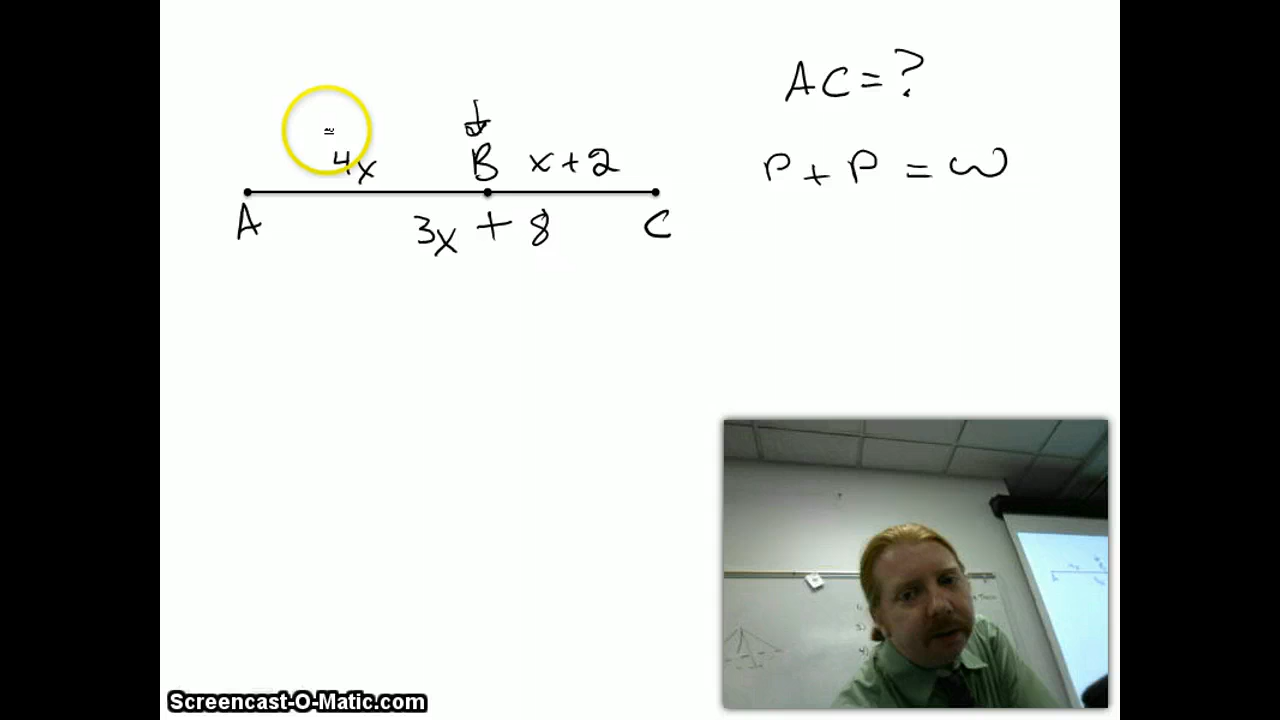 AC = ?
4x B x + 2
P + P = W
A 3x + 8 C
Screencast-O-Matic.com